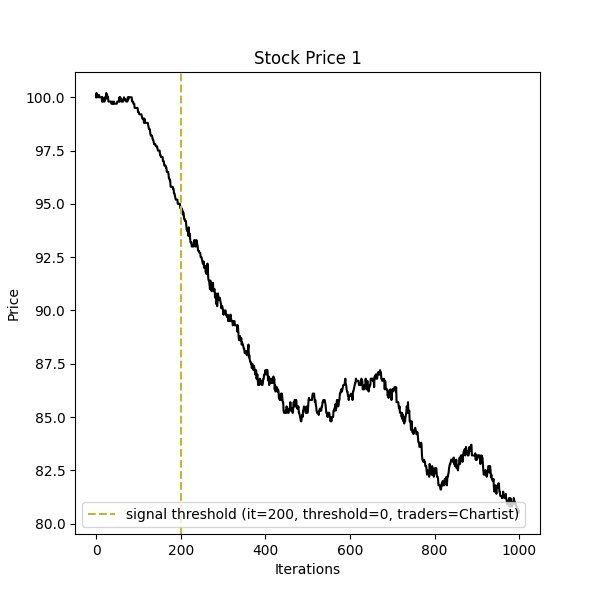 Stock Price 1
100.0
97.5
95.0
92.5
90.0
87.5
85.0
82.5
80.0
Price
signal threshold (it=200, threshold=0, traders=Chartist)
0 200 400 600 800 1000
Iterations